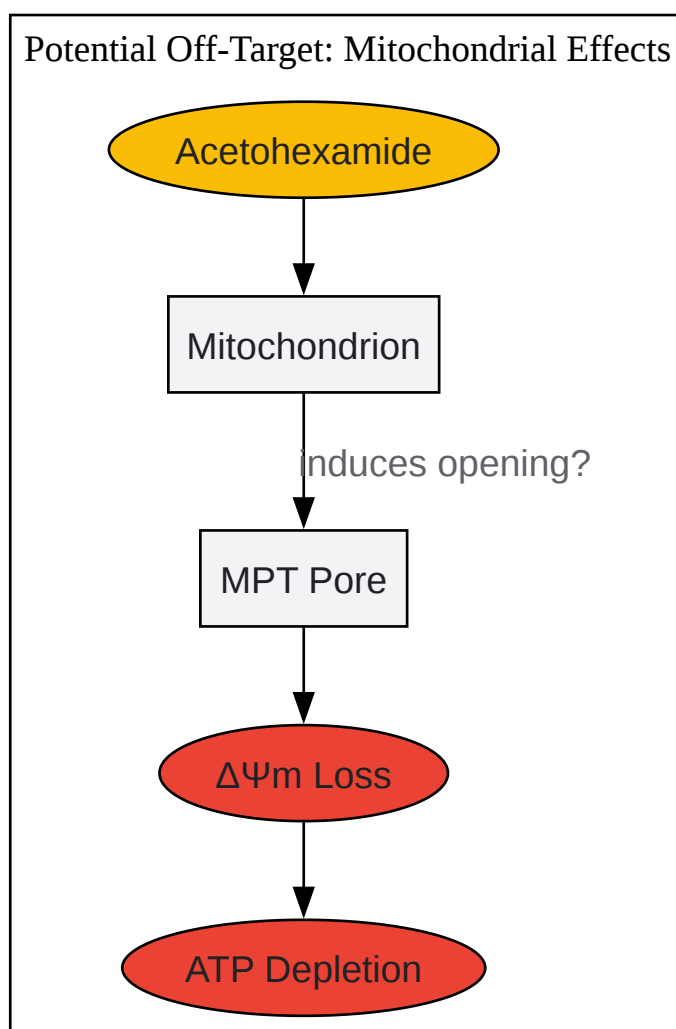 Potential Off-Target: Mitochondrial Effects
Acetohexamide
Mitochondrion
induces opening?
MPT Pore
ΔΨm Loss
ATP Depletion